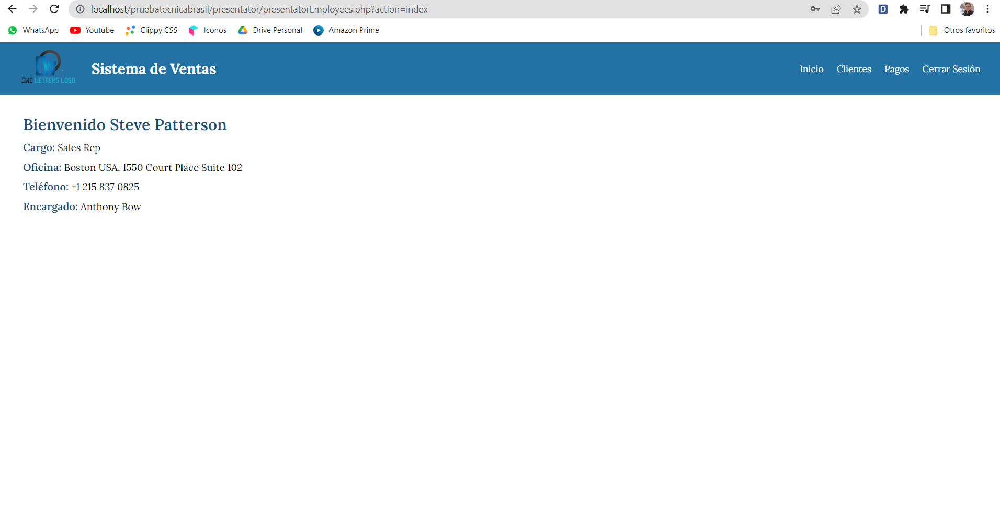 localhost/pruebatecnicabrasil/presentator/presentatorEmployees.php?action=index
D
WhatsApp Youtube Clippy CSS Iconos Drive Personal Amazon Prime Otros favoritos
CW
CWO LETTERS LOGO
Sistema de Ventas
Inicio Clientes Pagos Cerrar Sesión
Bienvenido Steve Patterson
Cargo: Sales Rep
Oficina: Boston USA, 1550 Court Place Suite 102
Teléfono: +1 215 837 0825
Encargado: Anthony Bow